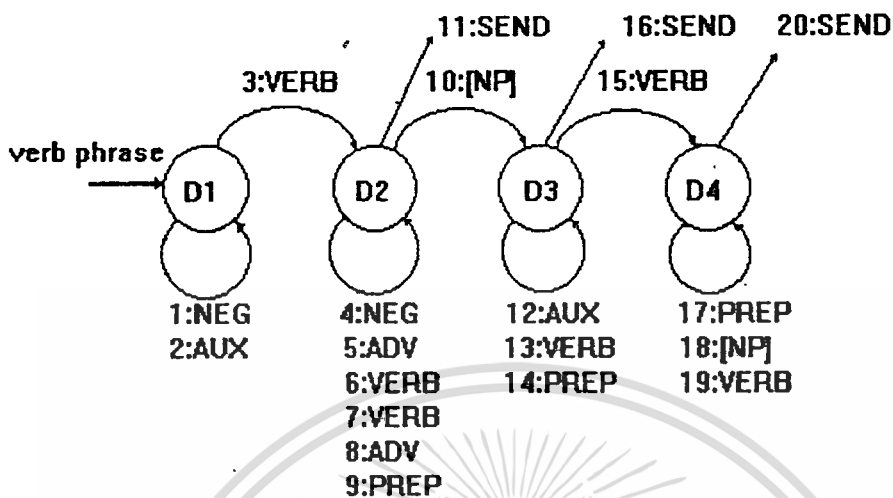 11:SEND 16:SEND 20:SEND
3:VERB 10:[NP] 15:VERB
verb phrase
D1 D2 D3 D4
1:NEG 4:NEG 12:AUX 17:PREP
2:AUX 5:ADV 13:VERB 18:[NP]
6:VERB 14:PREP 19:VERB
7:VERB
8:ADV
9:PREP